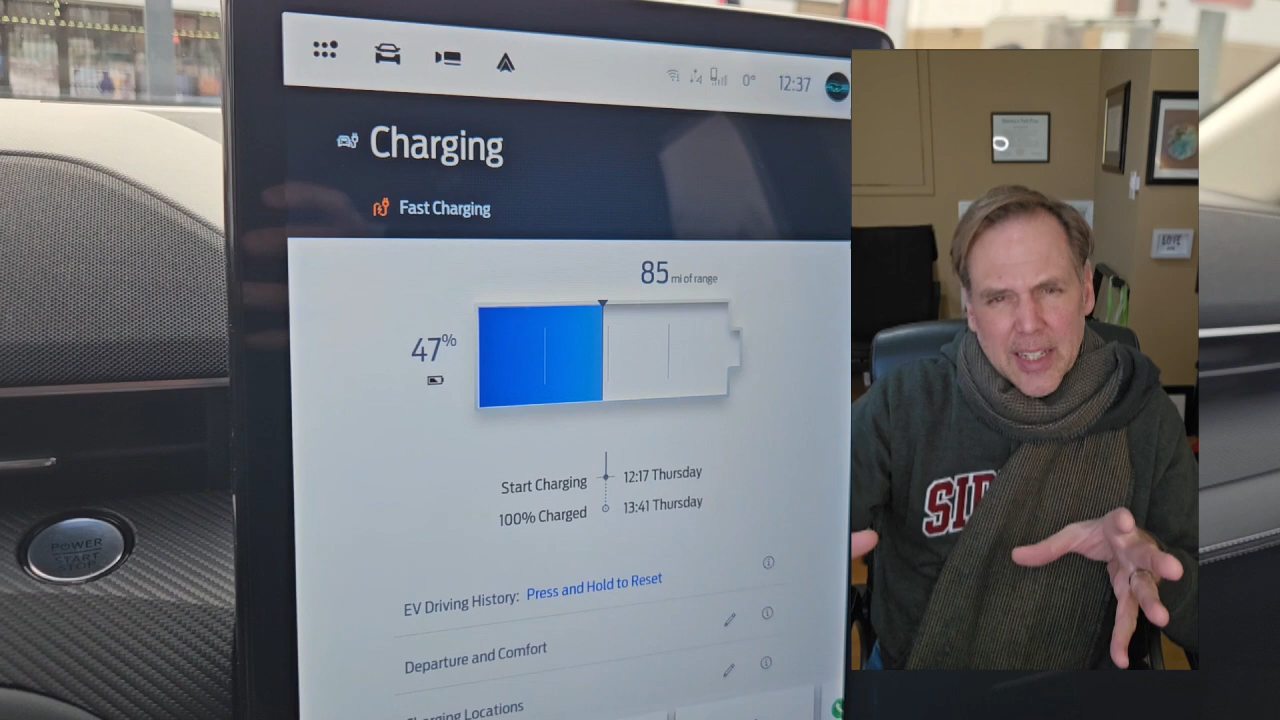 0°
12:37
Charging
Fast Charging
85 mi of range
47%
Start Charging
12:17 Thursday
100% Charged
13:41 Thursday
EV Driving History: Press and Hold to Reset
Departure and Comfort
Charging Locations
POWER
START
STOP